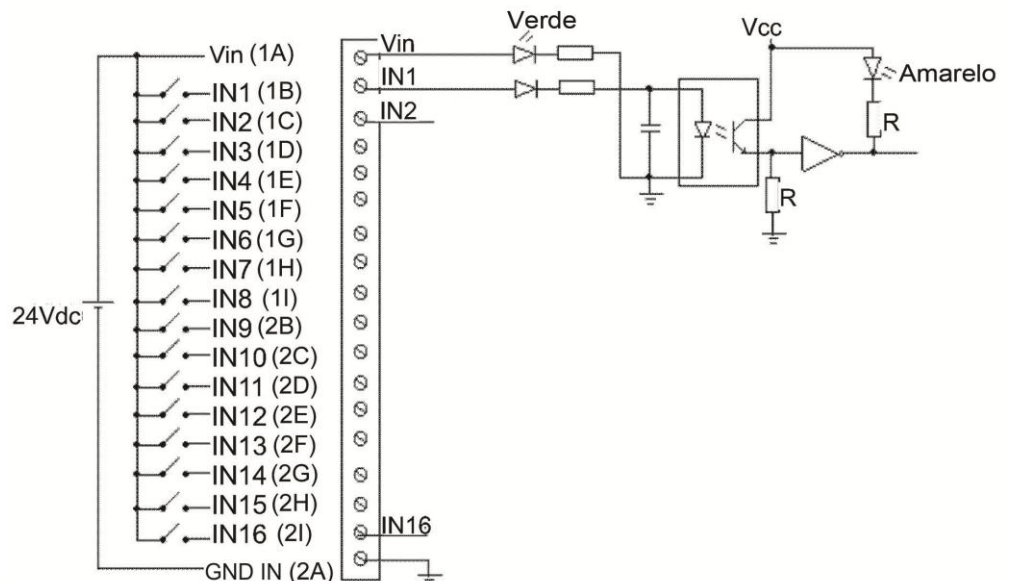 Verde
Vcc
Vin (1A)
Vin
IN1 (1B)
IN1
Amarelo
IN2 (1C)
IN2
R
IN3 (1D)
IN4 (1E)
R
IN5 (1F)
IN6 (1G)
IN7 (1H)
IN8 (1I)
24Vdc
IN9 (2B)
IN10 (2C)
IN11 (2D)
IN12 (2E)
IN13 (2F)
IN14 (2G)
IN15 (2H)
IN16 (2I)
IN16
GND IN (2A)